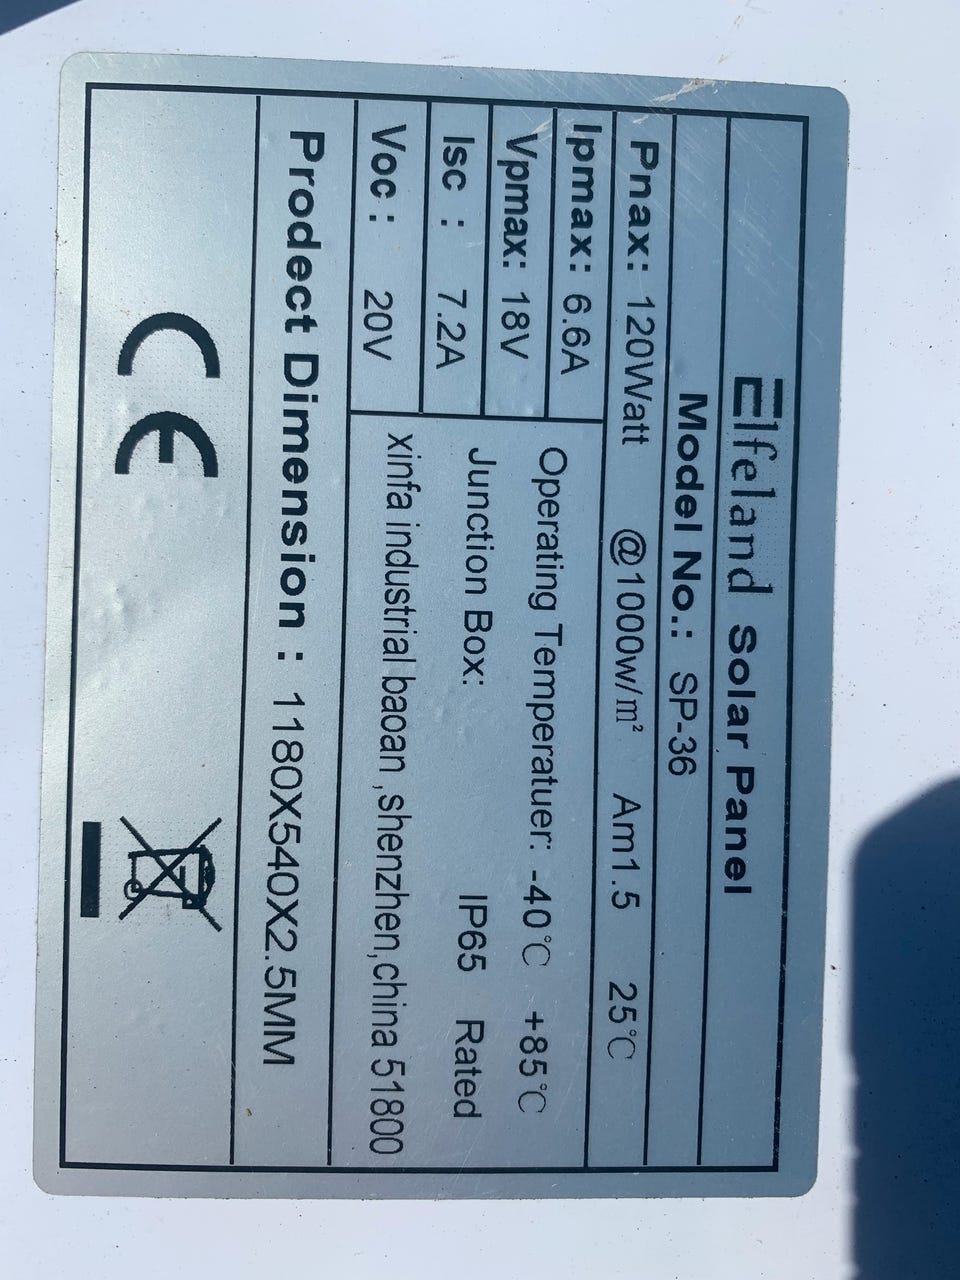 Elfeland Solar Panel
Model No.: SP-36
Pnax: 120Watt @1000w/m² Am1.5 25℃
Ipmax: 6.6A
Vpmax: 18V
Isc : 7.2A
Voc : 20V
Operating Temperatuer: -40℃ +85℃
Junction Box: IP65 Rated
xinfa industrial baoan ,shenzhen,china 51800
Prodect Dimension : 1180X540X2.5MM
CE